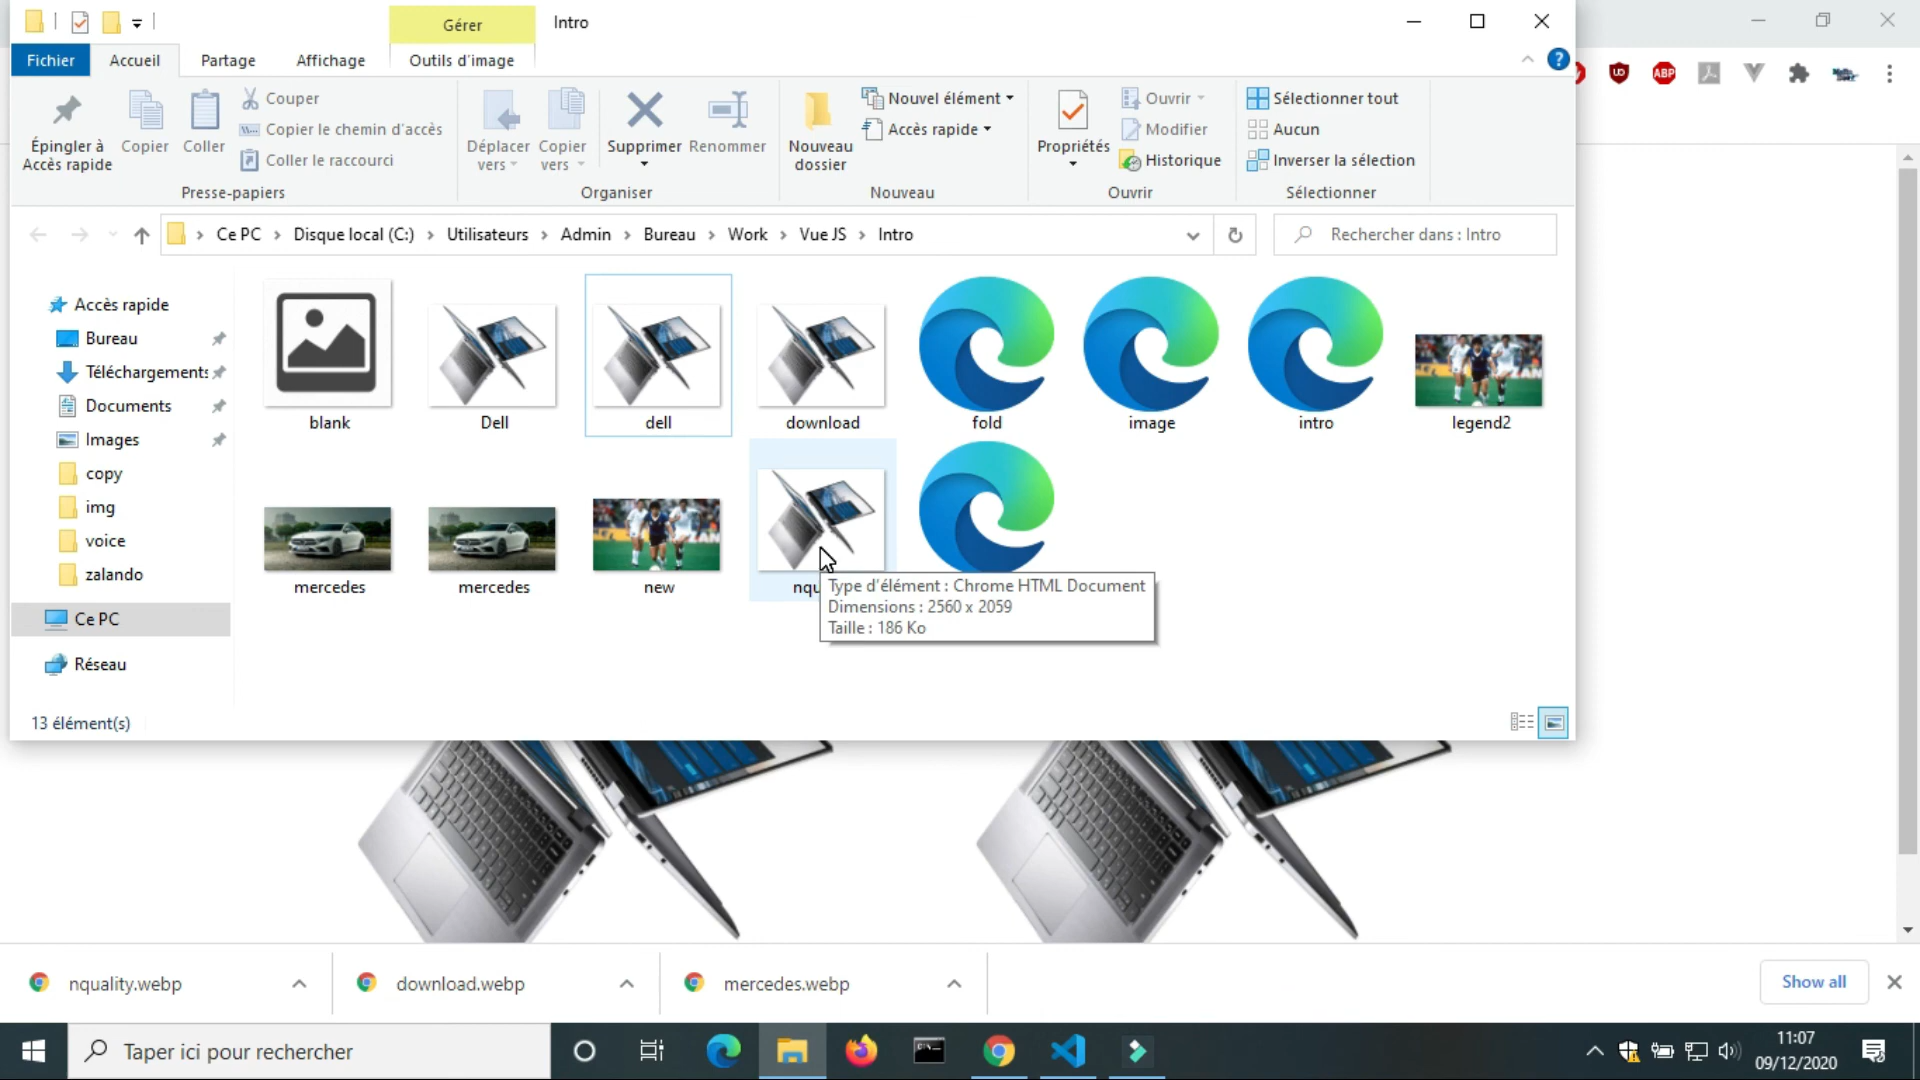 Gérer
Intro
Fichier
Accueil
Partage
Affichage
Outils d'image
Épingler à
Accès rapide
Copier
Coller
Couper
Copier le chemin d'accès
Coller le raccourci
Presse-papiers
Déplacer
vers
Copier
vers
Supprimer
Renommer
Organiser
Nouveau
dossier
Nouvel élément
Accès rapide
Nouveau
Propriétés
Ouvrir
Modifier
Historique
Ouvrir
Sélectionner tout
Aucun
Inverser la sélection
Sélectionner
ABP
Ce PC
Disque local (C:)
Utilisateurs
Admin
Bureau
Work
Vue JS
Intro
Rechercher dans : Intro
Accès rapide
Bureau
Téléchargements
Documents
Images
copy
img
voice
zalando
Ce PC
Réseau
blank
Dell
dell
download
fold
image
intro
legend2
mercedes
mercedes
new
nqu
Type d'élément : Chrome HTML Document
Dimensions : 2560 x 2059
Taille : 186 Ko
13 élément(s)
nquality.webp
download.webp
mercedes.webp
Show all
Taper ici pour rechercher
11:07
09/12/2020